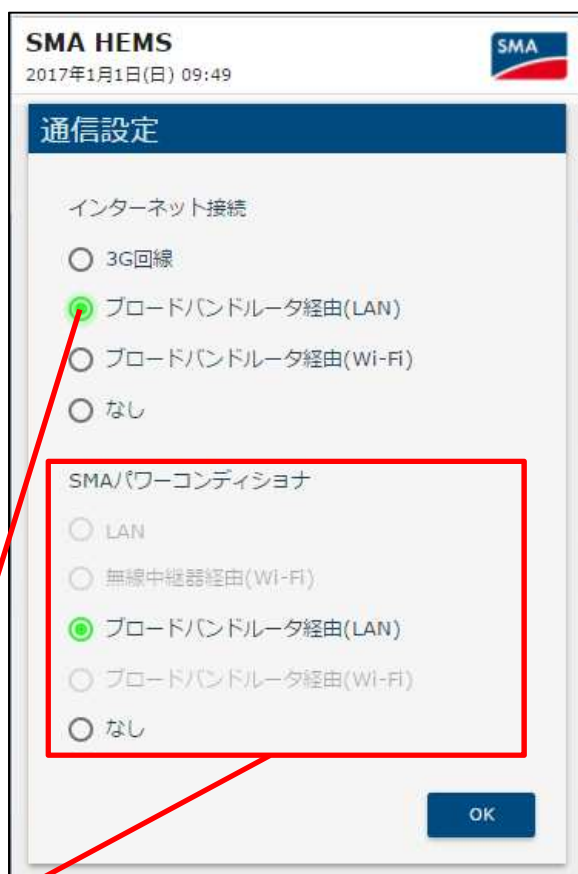 SMA HEMS
2017年1月1日(日) 09:49
SMA
通信設定
インターネット接続
3G回線
ブロードバンドルータ経由(LAN)
ブロードバンドルータ経由(Wi-Fi)
なし
SMAパワーコンディショナ
LAN
無線中継器経由(Wi-Fi)
ブロードバンドルータ経由(LAN)
ブロードバンドルータ経由(Wi-Fi)
なし
OK